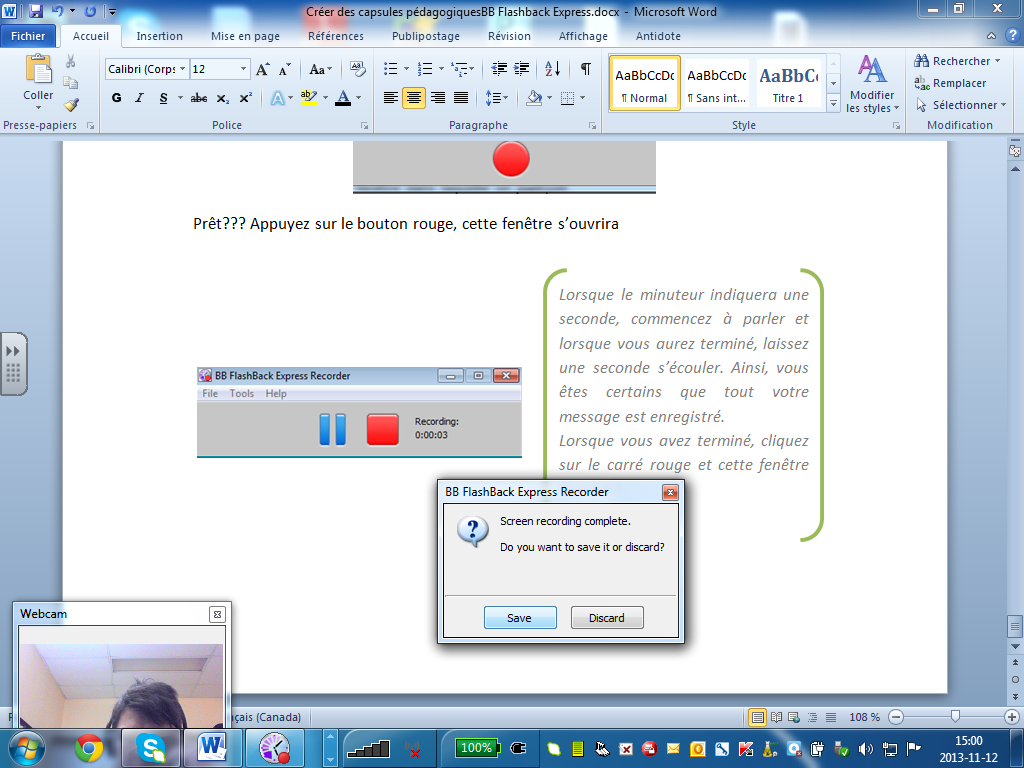 Créer des capsules pédagogiquesBB Flashback Express.docx - Microsoft Word
Fichier Accueil Insertion Mise en page Références Publipostage Révision Affichage Antidote
Calibri (Corps 12
AaBbCcDc AaBbCcDc AaBbC
¶ Normal ¶ Sans int... Titre 1
Coller
Modifier les styles
Rechercher
Remplacer
Sélectionner
Presse-papiers Police Paragraphe Style Modification
Prêt??? Appuyez sur le bouton rouge, cette fenêtre s’ouvrira
Lorsque le minuteur indiquera une
seconde, commencez à parler et
lorsque vous aurez terminé, laissez
une seconde s’écouler. Ainsi, vous
êtes certains que tout votre
message est enregistré.
Lorsque vous avez terminé, cliquez
sur le carré rouge et cette fenêtre
BB FlashBack Express Recorder
File Tools Help
Recording:
0:00:03
BB FlashBack Express Recorder
Screen recording complete.
Do you want to save it or discard?
Save Discard
Webcam
çais (Canada)
108 %
100%
15:00
2013-11-12